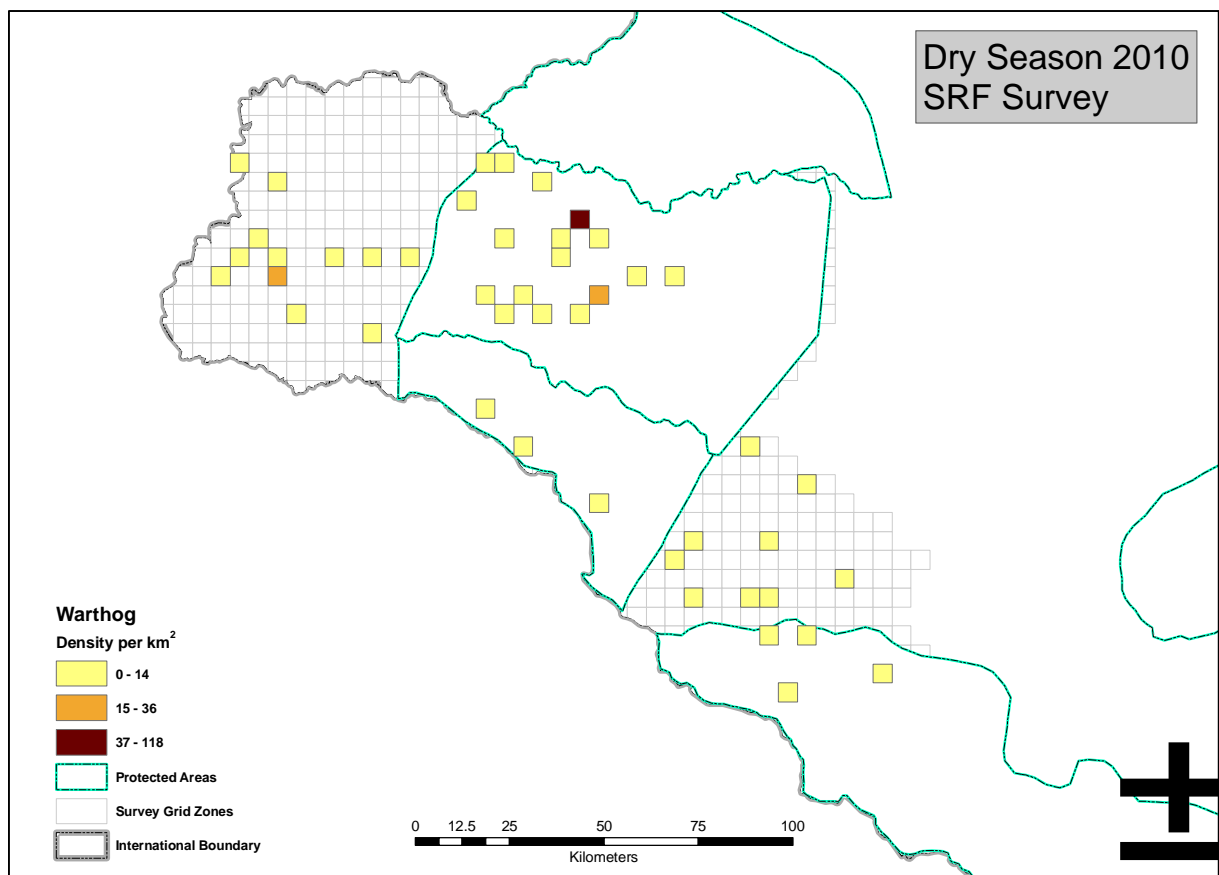 Dry Season 2010
SRF Survey
Warthog
Density per km2
0 - 14
15 - 36
37 - 118
Protected Areas
Survey Grid Zones
International Boundary
0 12.5 25 50 75 100
Kilometers